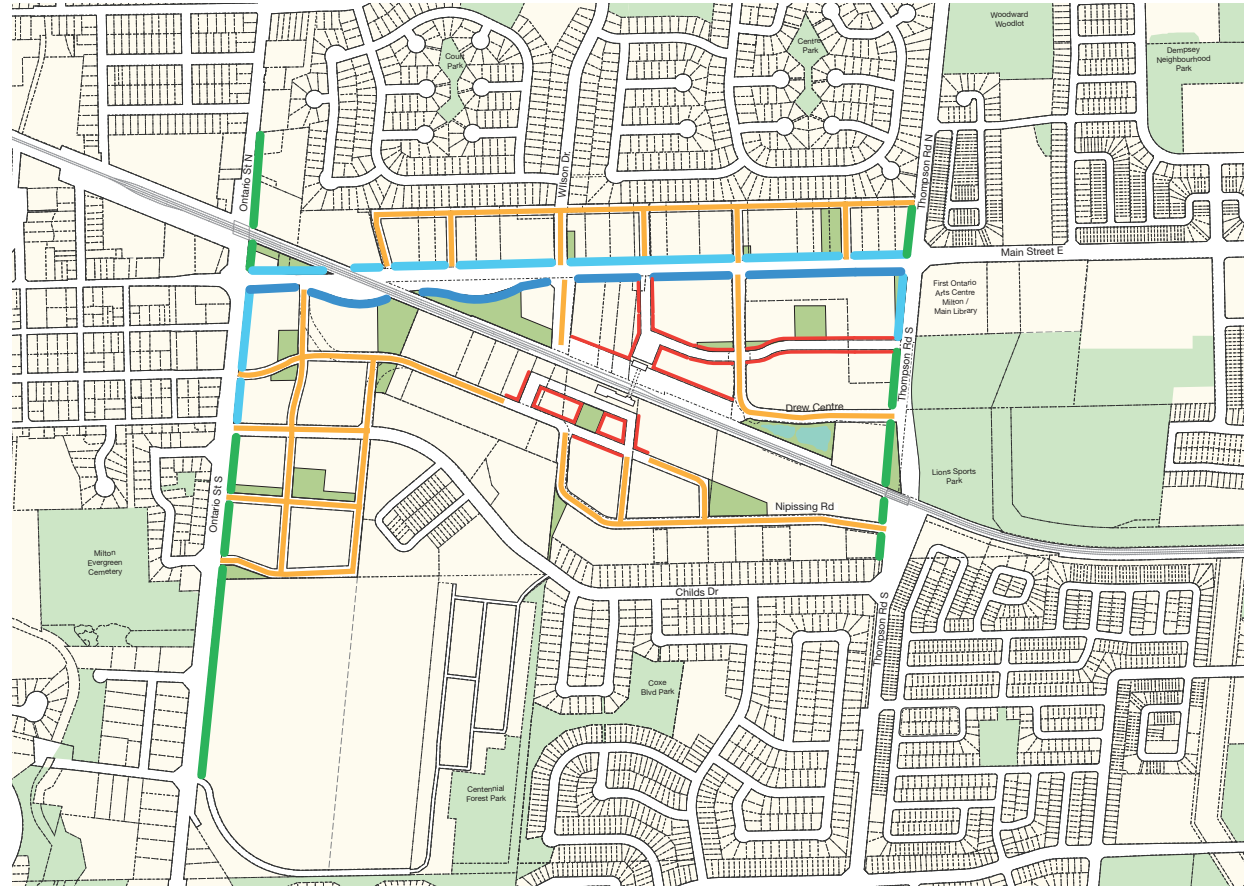 Woodward
Woodlot
Court
Park
Centre
Park
Dempsey
Neighbourhood
Park
Wilson Dr.
Thompson Rd N
Ontario St N
Main Street E
First Ontario
Arts Centre
Milton /
Main Library
Thompson Rd S
Drew Centre
Lions Sports
Park
Ontario St S
Nipissing Rd
Milton
Evergreen
Cemetery
Childs Dr
Thompson Rd S
Coxe
Blvd Park
Centennial
Forest Park